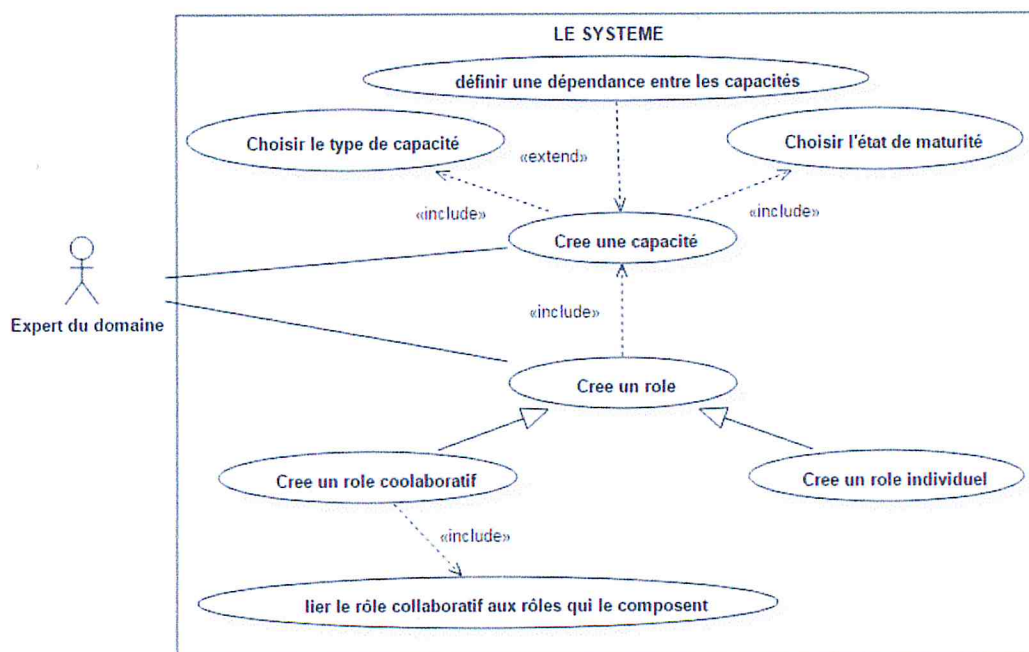 LE SYSTEME
définir une dépendance entre les capacités
Choisir le type de capacité
Choisir l'état de maturité
«extend»
«include»
«include»
Cree une capacité
Expert du domaine
«include»
Cree un role
Cree un role coolaboratif
Cree un role individuel
«include»
lier le rôle collaboratif aux rôles qui le composent